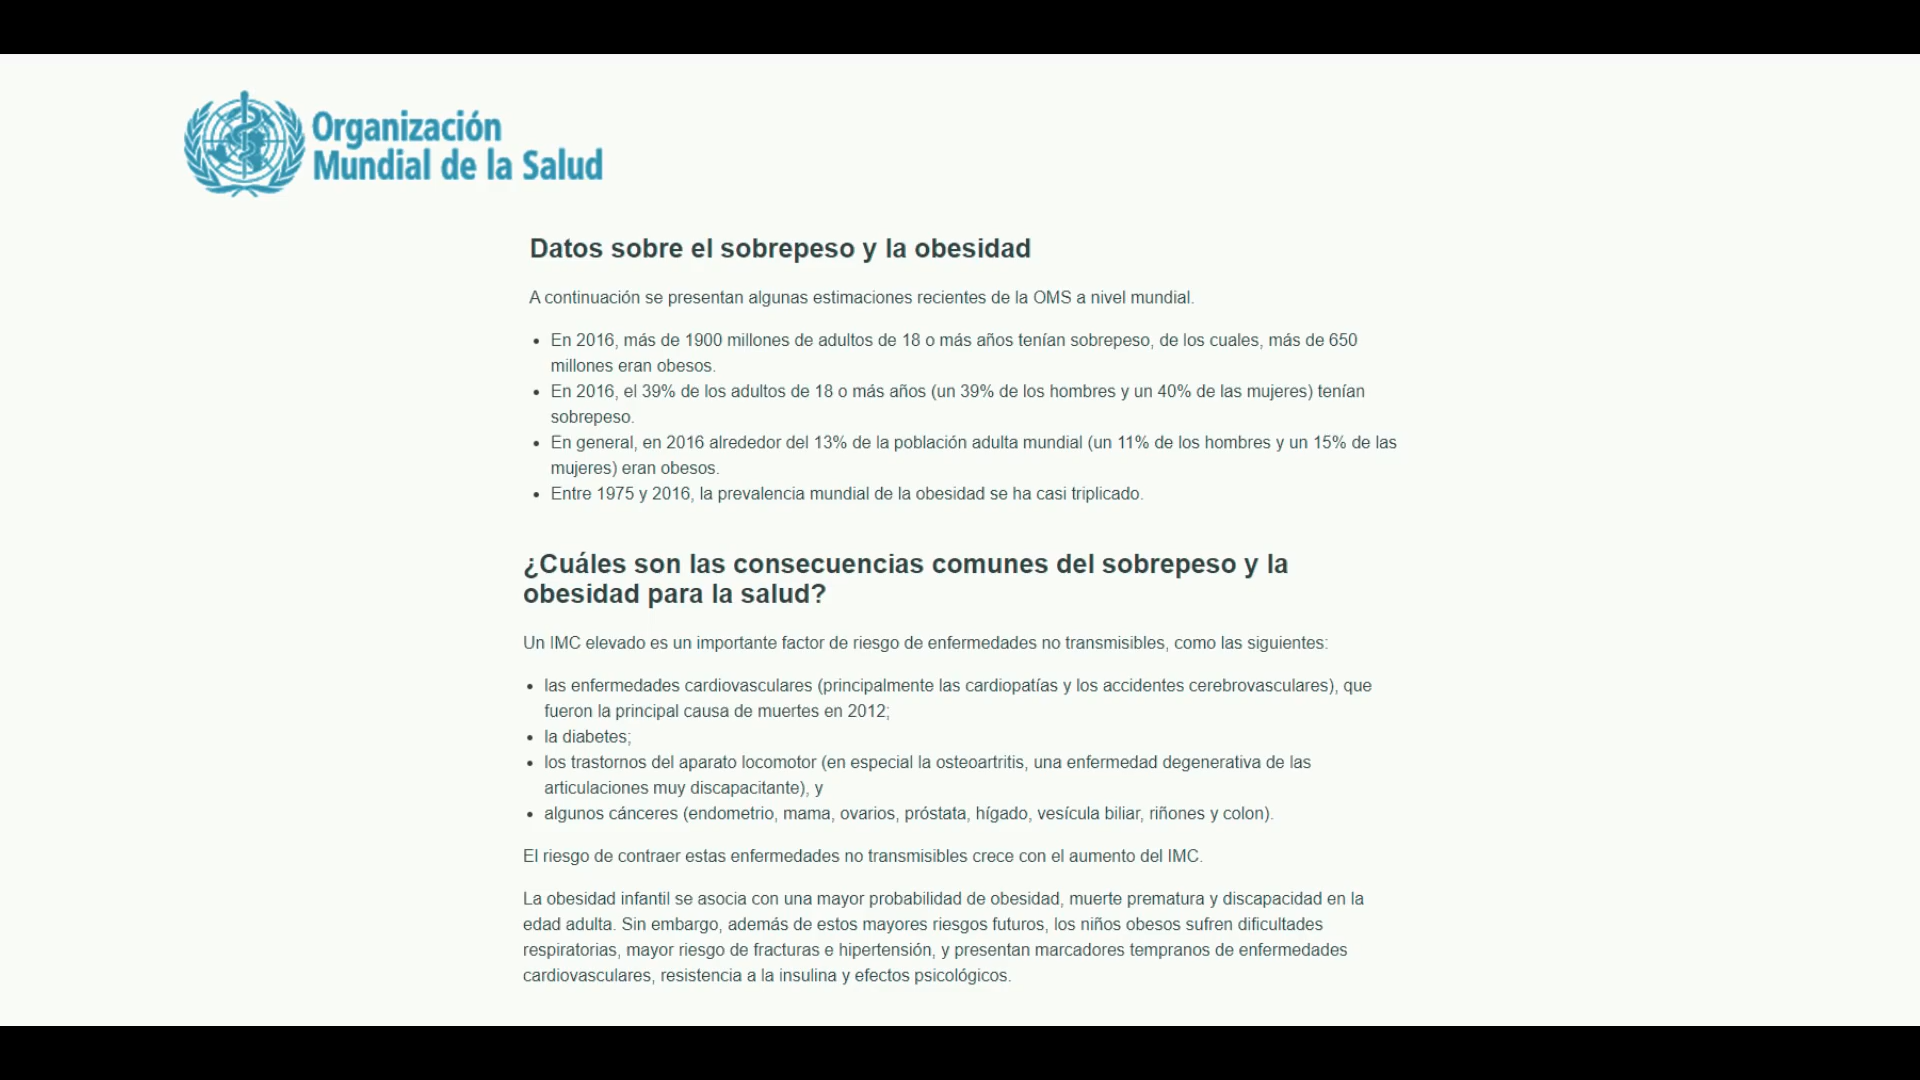 Organización
Mundial de la Salud
Datos sobre el sobrepeso y la obesidad
A continuación se presentan algunas estimaciones recientes de la OMS a nivel mundial.
• En 2016, más de 1900 millones de adultos de 18 o más años tenían sobrepeso, de los cuales, más de 650
millones eran obesos.
• En 2016, el 39% de los adultos de 18 o más años (un 39% de los hombres y un 40% de las mujeres) tenían
sobrepeso.
• En general, en 2016 alrededor del 13% de la población adulta mundial (un 11% de los hombres y un 15% de las
mujeres) eran obesos.
• Entre 1975 y 2016, la prevalencia mundial de la obesidad se ha casi triplicado.
¿Cuáles son las consecuencias comunes del sobrepeso y la
obesidad para la salud?
Un IMC elevado es un importante factor de riesgo de enfermedades no transmisibles, como las siguientes:
• las enfermedades cardiovasculares (principalmente las cardiopatías y los accidentes cerebrovasculares), que
fueron la principal causa de muertes en 2012;
• la diabetes;
• los trastornos del aparato locomotor (en especial la osteoartritis, una enfermedad degenerativa de las
articulaciones muy discapacitante), y
• algunos cánceres (endometrio, mama, ovarios, próstata, hígado, vesícula biliar, riñones y colon).
El riesgo de contraer estas enfermedades no transmisibles crece con el aumento del IMC.
La obesidad infantil se asocia con una mayor probabilidad de obesidad, muerte prematura y discapacidad en la
edad adulta. Sin embargo, además de estos mayores riesgos futuros, los niños obesos sufren dificultades
respiratorias, mayor riesgo de fracturas e hipertensión, y presentan marcadores tempranos de enfermedades
cardiovasculares, resistencia a la insulina y efectos psicológicos.